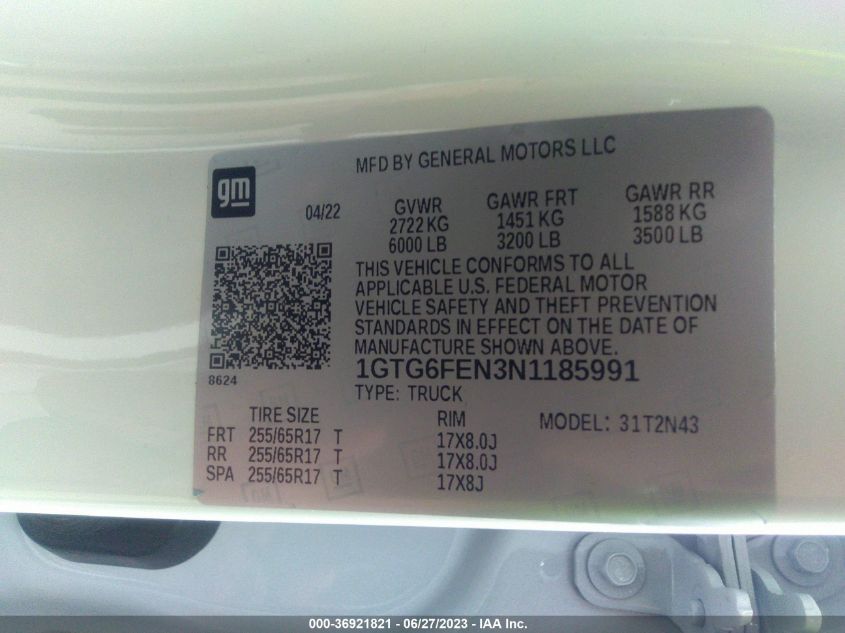 MFD BY GENERAL MOTORS LLC
gm
04/22
GVWR
2722 KG
6000 LB
GAWR FRT
1451 KG
3200 LB
GAWR RR
1588 KG
3500 LB
THIS VEHICLE CONFORMS TO ALL
APPLICABLE U.S. FEDERAL MOTOR
VEHICLE SAFETY AND THEFT PREVENTION
STANDARDS IN EFFECT ON THE DATE OF
MANUFACTURE SHOWN ABOVE.
8624
1GTG6FEN3N1185991
TYPE: TRUCK
TIRE SIZE
RIM
MODEL: 31T2N43
FRT 255/65R17 T 17X8.0J
RR 255/65R17 T 17X8.0J
SPA 255/65R17 T 17X8J
000-36921821 - 06/27/2023 - IAA Inc.